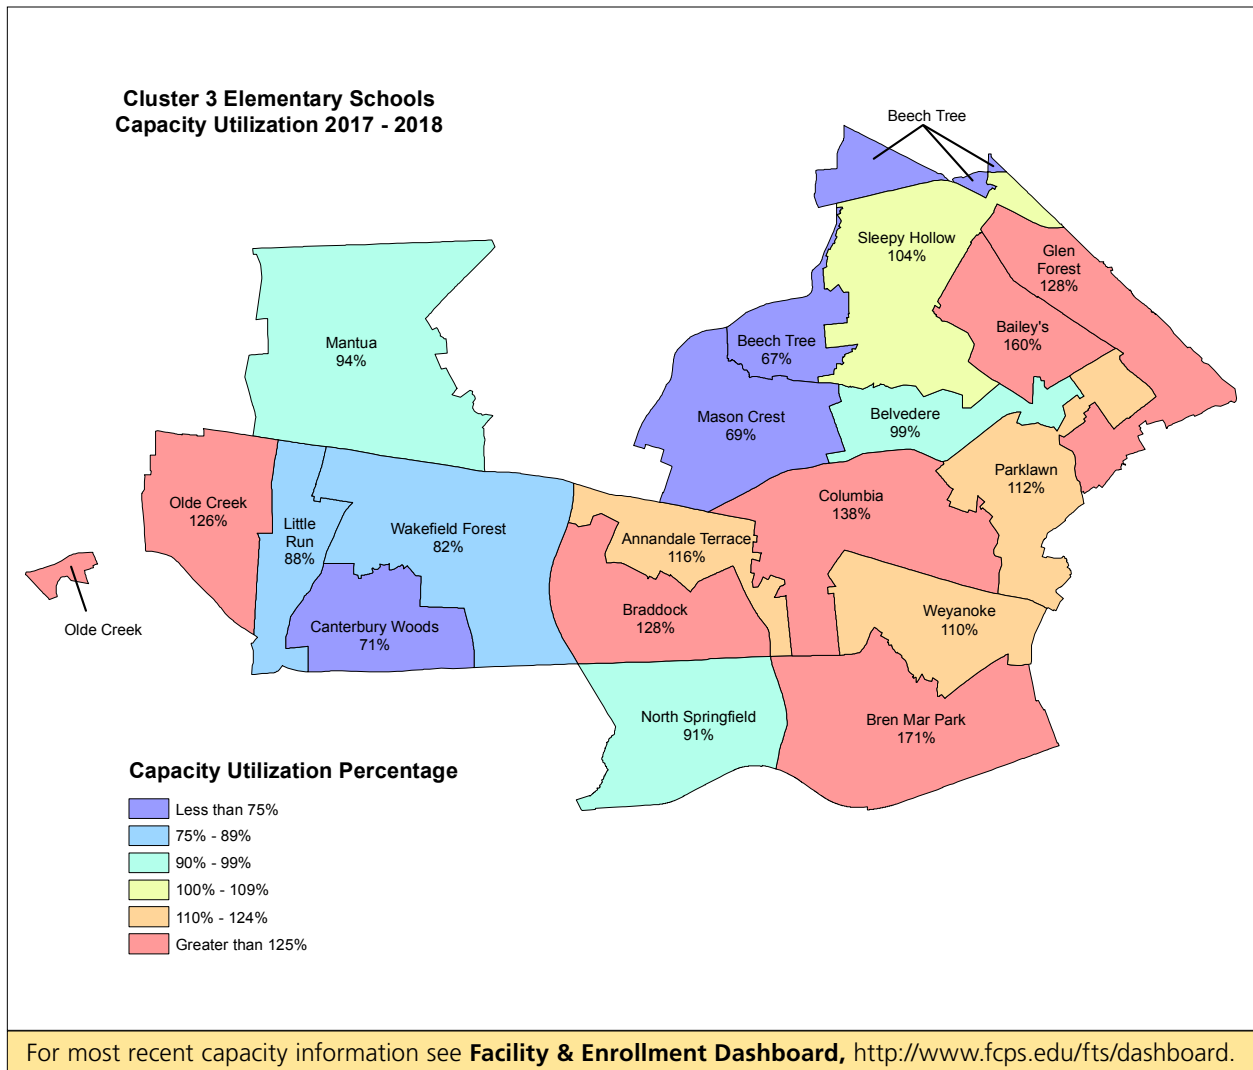 Cluster 3 Elementary Schools
Capacity Utilization 2017 - 2018
Beech Tree
Sleepy Hollow
104%
Glen
Forest
128%
Mantua
94%
Beech Tree
67%
Bailey's
160%
Mason Crest
69%
Belvedere
99%
Parklawn
112%
Olde Creek
126%
Little
Run
88%
Wakefield Forest
82%
Columbia
138%
Annandale Terrace
116%
Olde Creek
Canterbury Woods
71%
Braddock
128%
Weyanoke
110%
North Springfield
91%
Bren Mar Park
171%
Capacity Utilization Percentage
Less than 75%
75% - 89%
90% - 99%
100% - 109%
110% - 124%
Greater than 125%
For most recent capacity information see Facility & Enrollment Dashboard, http://www.fcps.edu/fts/dashboard.